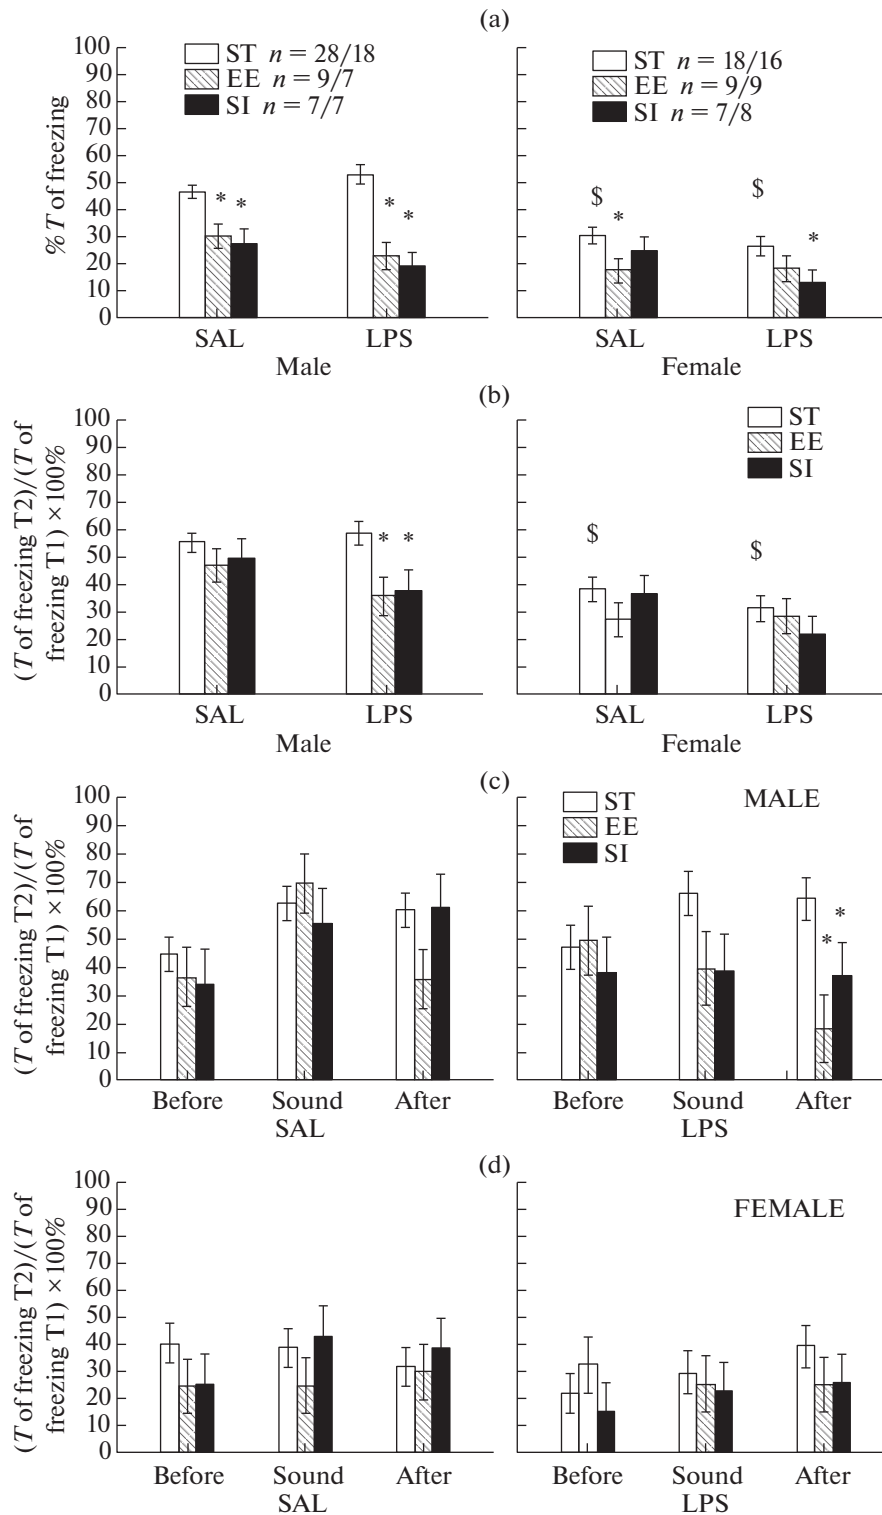 (a)
% T of freezing
100
90
80
70
60
50
40
30
20
10
0
ST n = 28/18
EE n = 9/7
SI n = 7/7
* *
* *
SAL LPS
Male
ST n = 18/16
EE n = 9/9
SI n = 7/8
$ *
$ *
SAL LPS
Female
(b)
(T of freezing T2)/(T of
freezing T1) ×100%
100
90
80
70
60
50
40
30
20
10
0
* *
SAL LPS
Male
ST
EE
SI
$ $
SAL LPS
Female
(c)
(T of freezing T2)/(T of
freezing T1) ×100%
100
90
80
70
60
50
40
30
20
10
0
Before Sound After
SAL
ST
EE
SI
MALE
* *
Before Sound After
LPS
(d)
(T of freezing T2)/(T of
freezing T1) ×100%
100
90
80
70
60
50
40
30
20
10
0
Before Sound After
SAL
FEMALE
Before Sound After
LPS